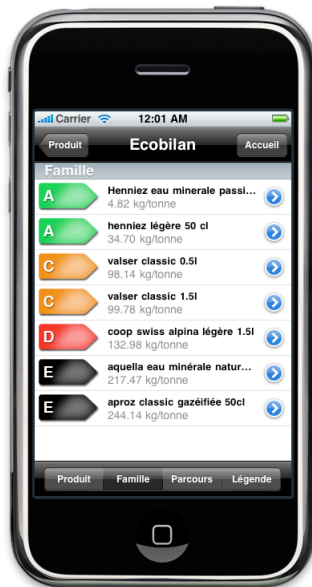 Carrier 12:01 AM
Produit Ecobilan Accueil
Famille
A Henniez eau minerale passi...
4.82 kg/tonne
A henniez légère 50 cl
34.70 kg/tonne
C valser classic 0.5l
98.14 kg/tonne
C valser classic 1.5l
99.78 kg/tonne
D coop swiss alpina légère 1.5l
132.98 kg/tonne
E aquella eau minérale natur...
217.47 kg/tonne
E aproz classic gazéifiée 50cl
244.14 kg/tonne
Produit Famille Parcours Légende